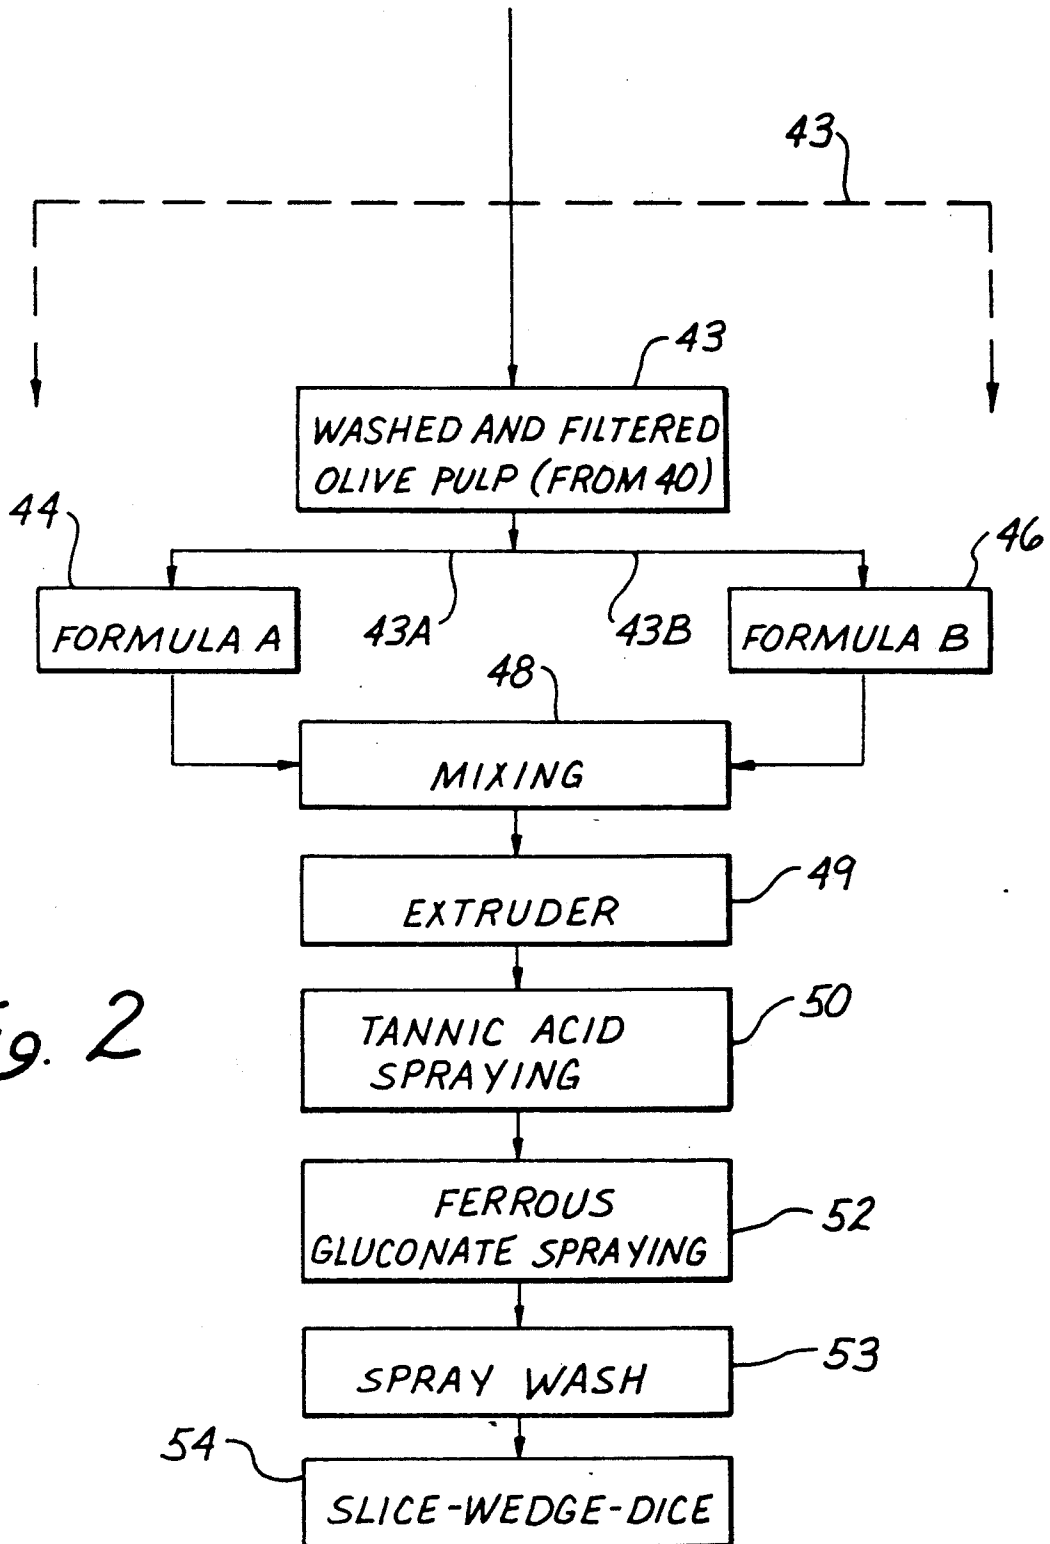 43
43
WASHED AND FILTERED
OLIVE PULP (FROM 40)
44
46
43A
43B
FORMULA A
FORMULA B
48
MIXING
49
EXTRUDER
50
TANNIC ACID
SPRAYING
2
52
FERROUS
GLUCONATE SPRAYING
53
SPRAY WASH
54
SLICE-WEDGE-DICE